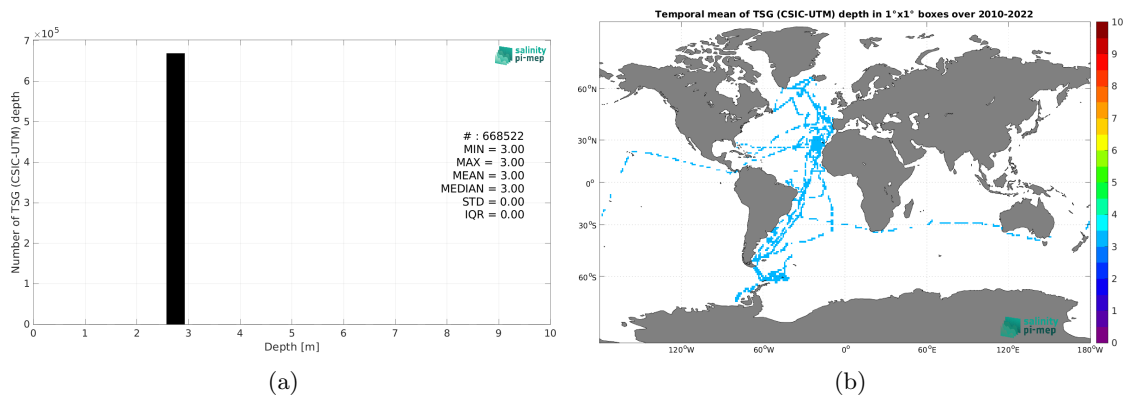 ×10⁵
7
6
5
4
3
2
1
0
Number of TSG (CSIC-UTM) depth
0 1 2 3 4 5 6 7 8 9 10
Depth [m]
salinity
pi-mep
# : 668522
MIN = 3.00
MAX = 3.00
MEAN = 3.00
MEDIAN = 3.00
STD = 0.00
IQR = 0.00
(a)
Temporal mean of TSG (CSIC-UTM) depth in 1°x1° boxes over 2010-2022
60°N
30°N
0°
30°S
60°S
120°W 60°W 0° 60°E 120°E 180°W
salinity
pi-mep
10
9
8
7
6
5
4
3
2
1
0
(b)